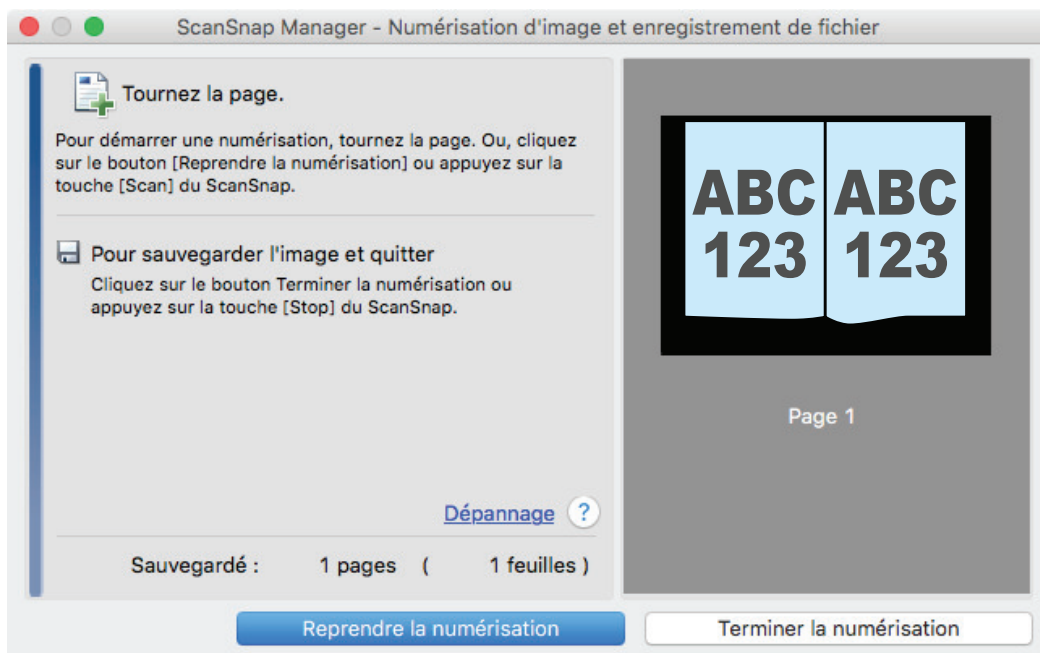 ScanSnap Manager - Numérisation d'image et enregistrement de fichier
Tournez la page.
Pour démarrer une numérisation, tournez la page. Ou, cliquez
sur le bouton [Reprendre la numérisation] ou appuyez sur la
touche [Scan] du ScanSnap.
Pour sauvegarder l'image et quitter
Cliquez sur le bouton Terminer la numérisation ou
appuyez sur la touche [Stop] du ScanSnap.
Dépannage ?
Sauvegardé : 1 pages ( 1 feuilles )
ABC ABC
123 123
Page 1
Reprendre la numérisation
Terminer la numérisation